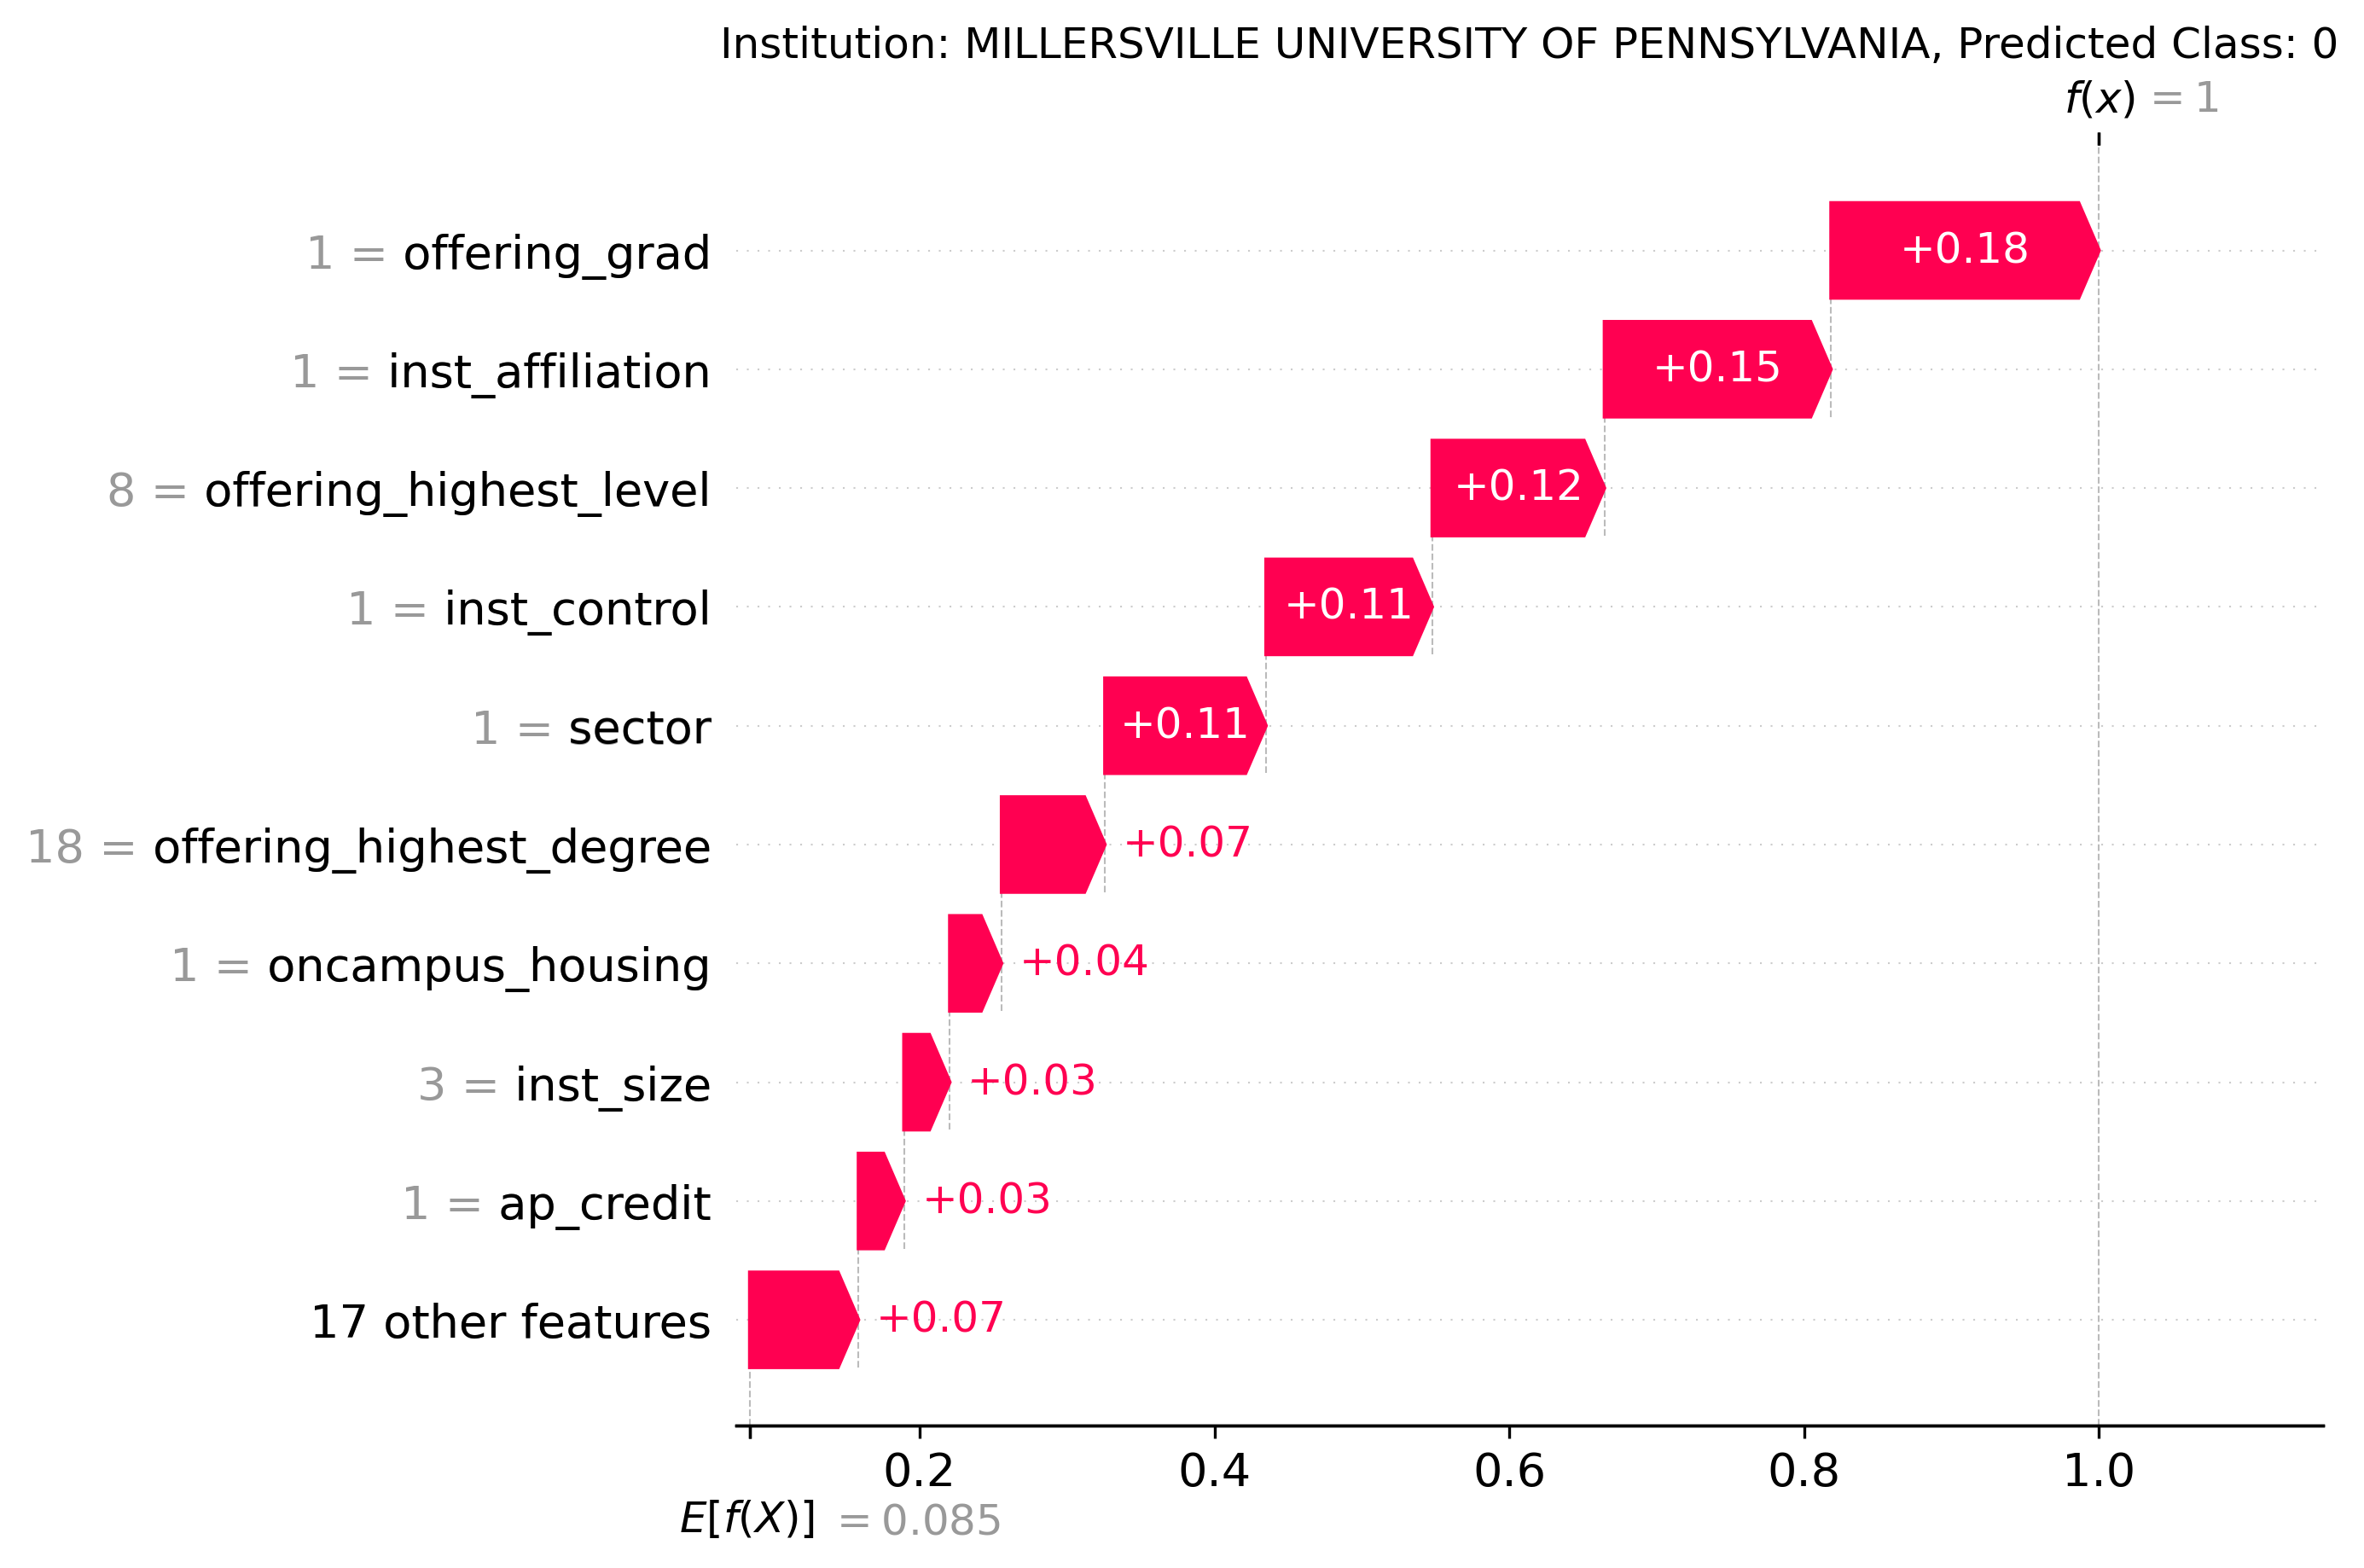 Institution: MILLERSVILLE UNIVERSITY OF PENNSYLVANIA, Predicted Class: 0
f(x) = 1
1 = offering_grad +0.18
1 = inst_affiliation +0.15
8 = offering_highest_level +0.12
1 = inst_control +0.11
1 = sector +0.11
18 = offering_highest_degree +0.07
1 = oncampus_housing +0.04
3 = inst_size +0.03
1 = ap_credit +0.03
17 other features +0.07
0.2 0.4 0.6 0.8 1.0
E[f(X)] = 0.085